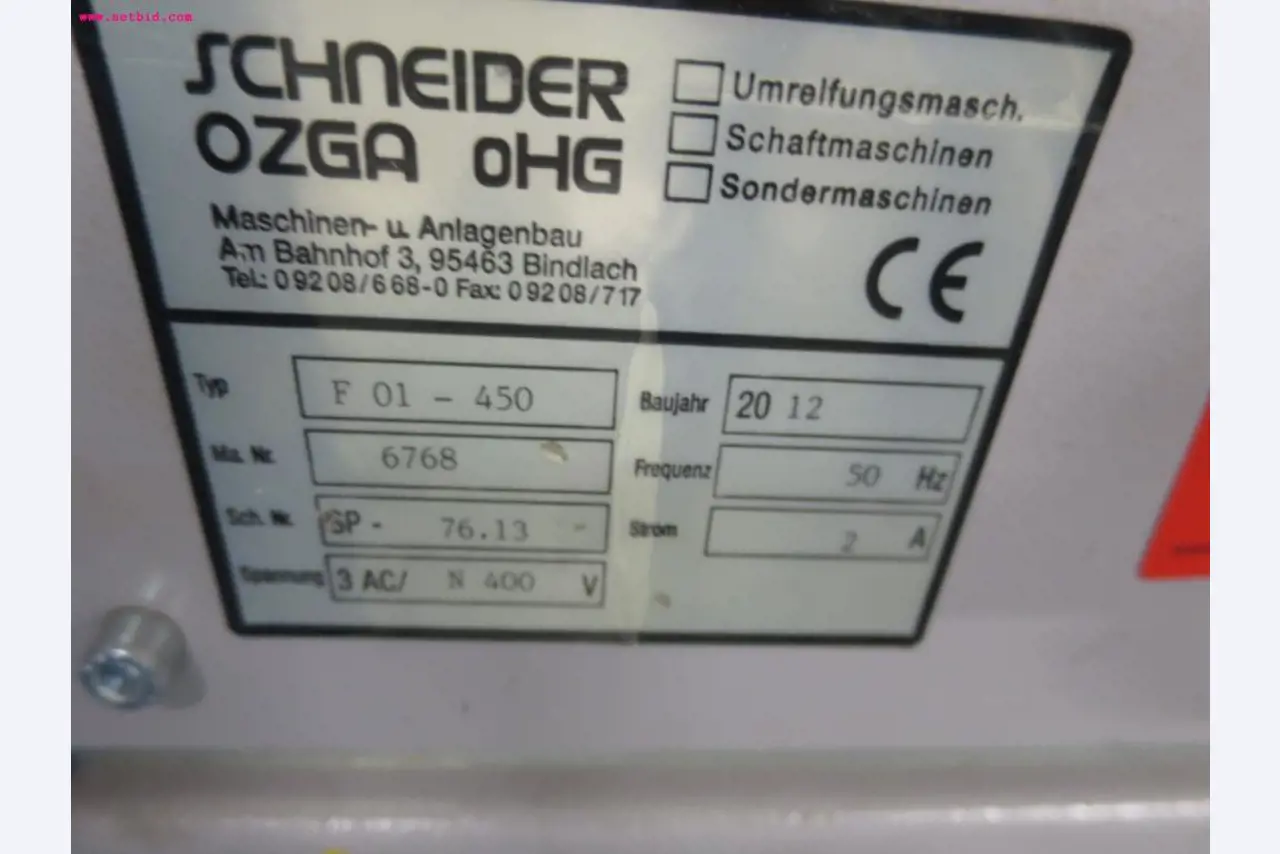 www.netbid.com
SCHNEIDER
OZGA OHG
Maschinen- u. Anlagenbau
Am Bahnhof 3, 95463 Bindlach
Tel.: 09208/668-0 Fax: 09208/717
Umreifungsmasch.
Schaftmaschinen
Sondermaschinen
CE
Typ F 01 - 450
Ma. Nr. 6768
Sch. Nr. SP - 76.13 -
Spannung 3 AC/ N 400 V
Baujahr 20 12
Frequenz 50 Hz
Strom 2 A